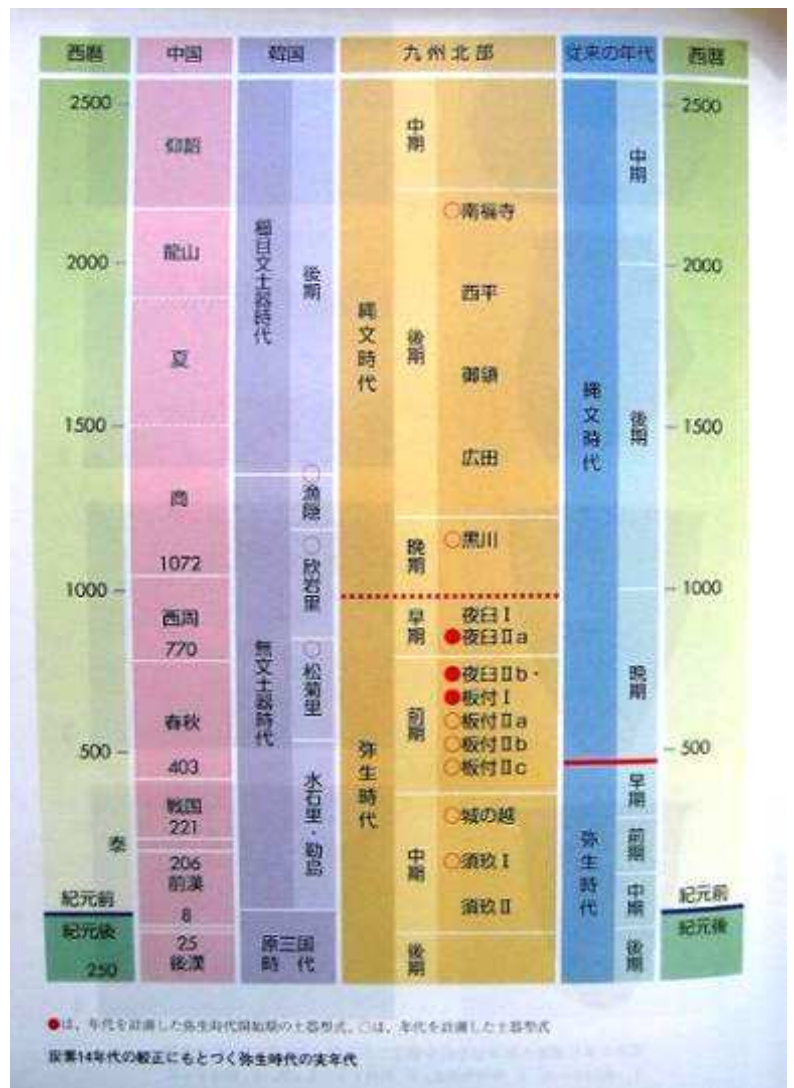 西暦 中国 韓国 九州北部 従来の年代 西暦
2500
2000
1500
1000
500
紀元前
紀元後
250
仰韶
龍山
夏
商
1072
西周
770
春秋
403
戦国
221
秦
206
前漢
8
25
後漢
櫛目文土器時代
無文土器時代
原三国
時代
後期
○漁隠
○欣岩里
○松菊里
水石里・勒島
縄文時代
弥生時代
中期
後期
晩期
早期
前期
中期
後期
○南福寺
西平
御領
広田
○黒川
夜臼Ⅰ
●夜臼Ⅱa
●夜臼Ⅱb・
●板付Ⅰ
○板付Ⅱa
○板付Ⅱb
○板付Ⅱc
○城の越
○須玖Ⅰ
須玖Ⅱ
縄文時代
弥生時代
中期
後期
晩期
早期
前期
中期
後期
2500
2000
1500
1000
500
紀元前
紀元後
●は、年代を計測した弥生時代開始期の土器型式、○は、年代を計測した土器型式
炭素14年代の較正にもとづく弥生時代の実年代